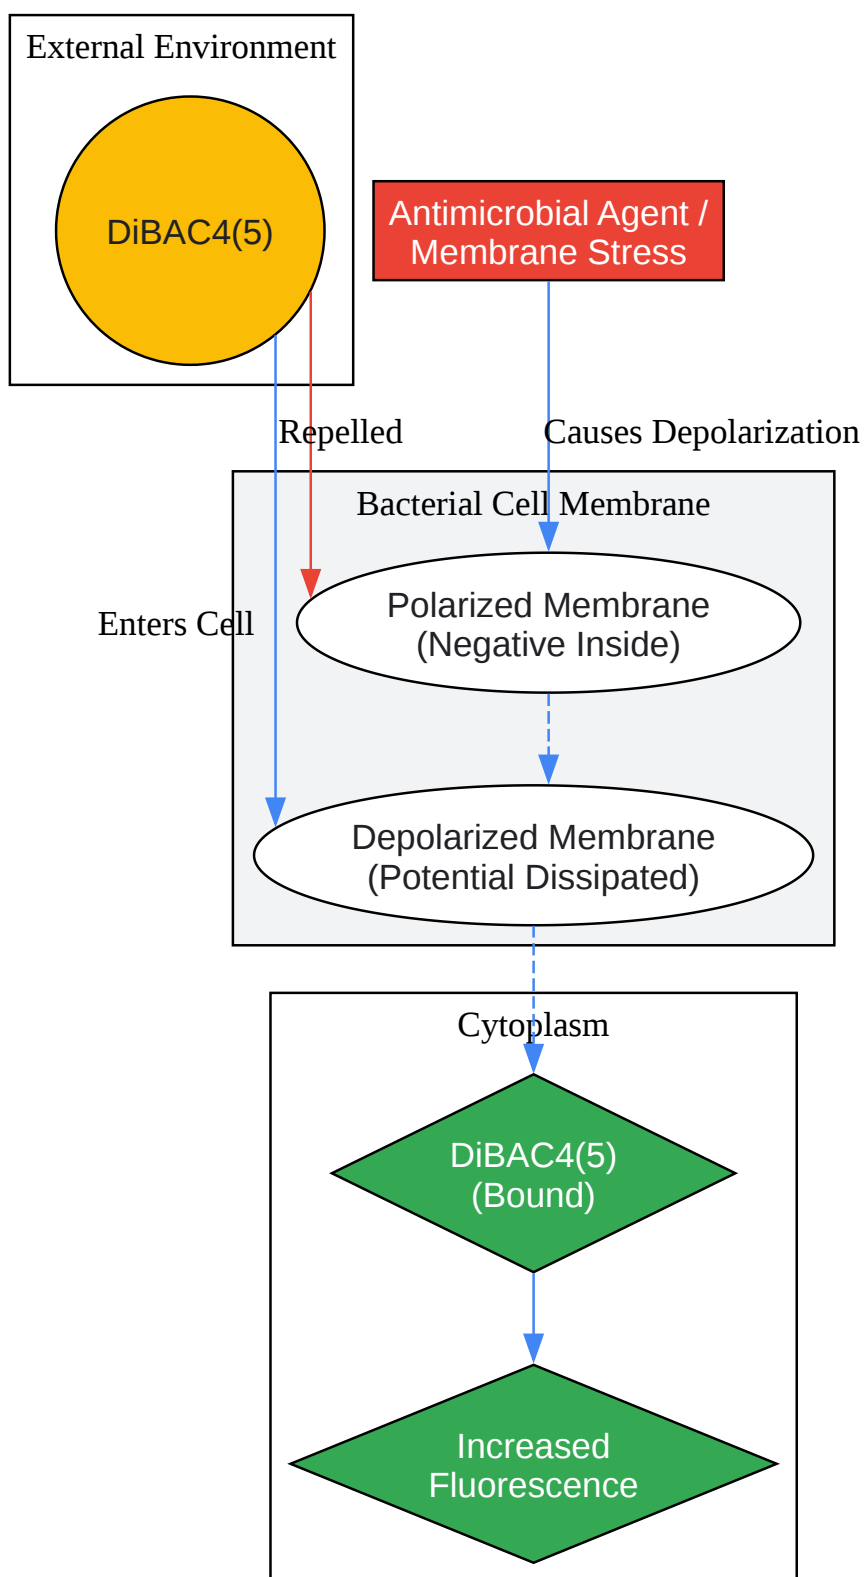 External Environment
DiBAC4(5)
Antimicrobial Agent /
Membrane Stress
Repelled
Causes Depolarization
Bacterial Cell Membrane
Polarized Membrane
(Negative Inside)
Enters Cell
Depolarized Membrane
(Potential Dissipated)
Cytoplasm
DiBAC4(5)
(Bound)
Increased
Fluorescence